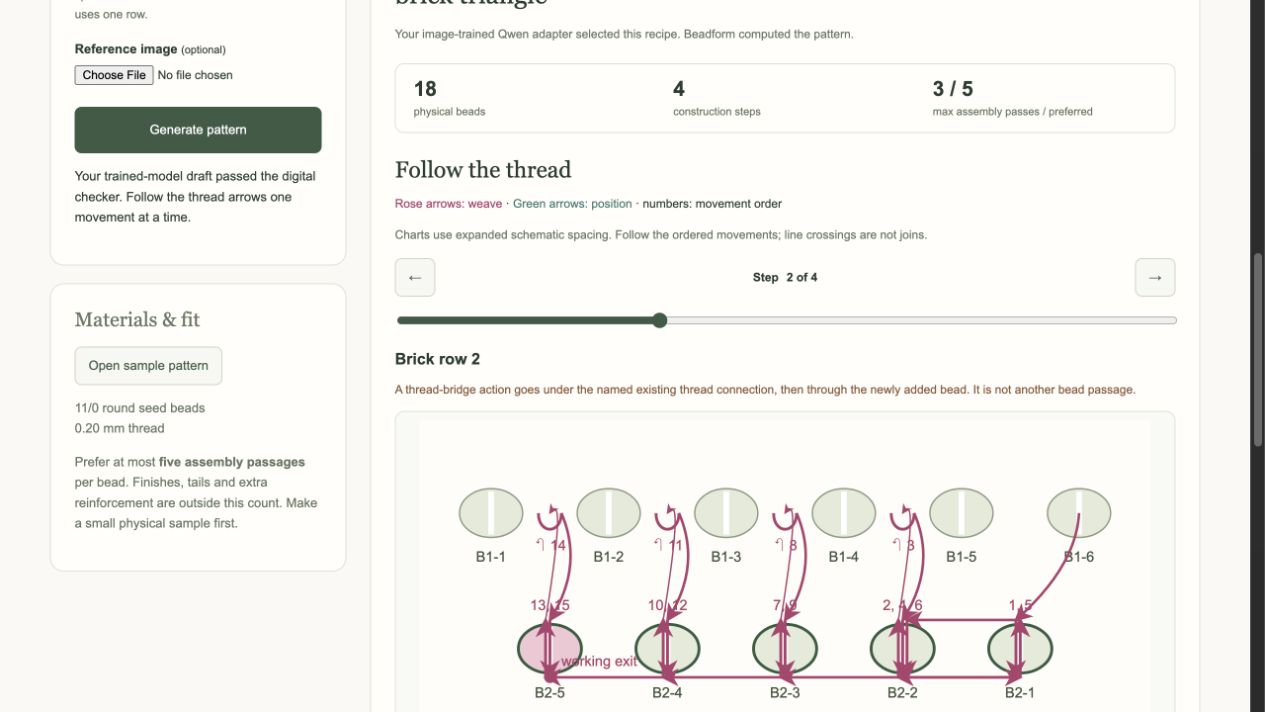 uses one row.
Reference image (optional)
Choose File No file chosen
Generate pattern
Your trained-model draft passed the digital
checker. Follow the thread arrows one
movement at a time.
Materials & fit
Open sample pattern
11/0 round seed beads
0.20 mm thread
Prefer at most five assembly passages
per bead. Finishes, tails and extra
reinforcement are outside this count. Make
a small physical sample first.
brick triangle
Your image-trained Qwen adapter selected this recipe. Beadform computed the pattern.
18 4 3 / 5
physical beads construction steps max assembly passes / preferred
Follow the thread
Rose arrows: weave · Green arrows: position · numbers: movement order
Charts use expanded schematic spacing. Follow the ordered movements; line crossings are not joins.
← Step 2 of 4 →
Brick row 2
A thread-bridge action goes under the named existing thread connection, then through the newly added bead. It is not another bead passage.
14 11 8 3
B1-1 B1-2 B1-3 B1-4 B1-5 B1-6
13, 15 10, 12 7, 9 2, 4, 6 1, 5
working exit
B2-5 B2-4 B2-3 B2-2 B2-1